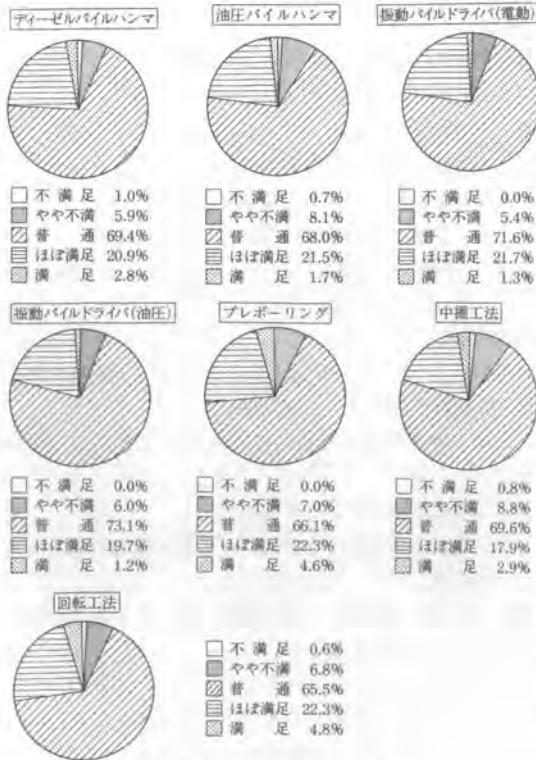 ディーゼルパイルハンマ
不満足 1.0%
やや不満 5.9%
普通 69.4%
ほぼ満足 20.9%
満足 2.8%
油圧パイルハンマ
不満足 0.7%
やや不満 8.1%
普通 68.0%
ほぼ満足 21.5%
満足 1.7%
振動パイルドライバ(電動)
不満足 0.0%
やや不満 5.4%
普通 71.6%
ほぼ満足 21.7%
満足 1.3%
振動パイルドライバ(油圧)
不満足 0.0%
やや不満 6.0%
普通 73.1%
ほぼ満足 19.7%
満足 1.2%
プレボーリング
不満足 0.0%
やや不満 7.0%
普通 66.1%
ほぼ満足 22.3%
満足 4.6%
中掘工法
不満足 0.8%
やや不満 8.8%
普通 69.6%
ほぼ満足 17.9%
満足 2.9%
回転工法
不満足 0.6%
やや不満 6.8%
普通 65.5%
ほぼ満足 22.3%
満足 4.8%